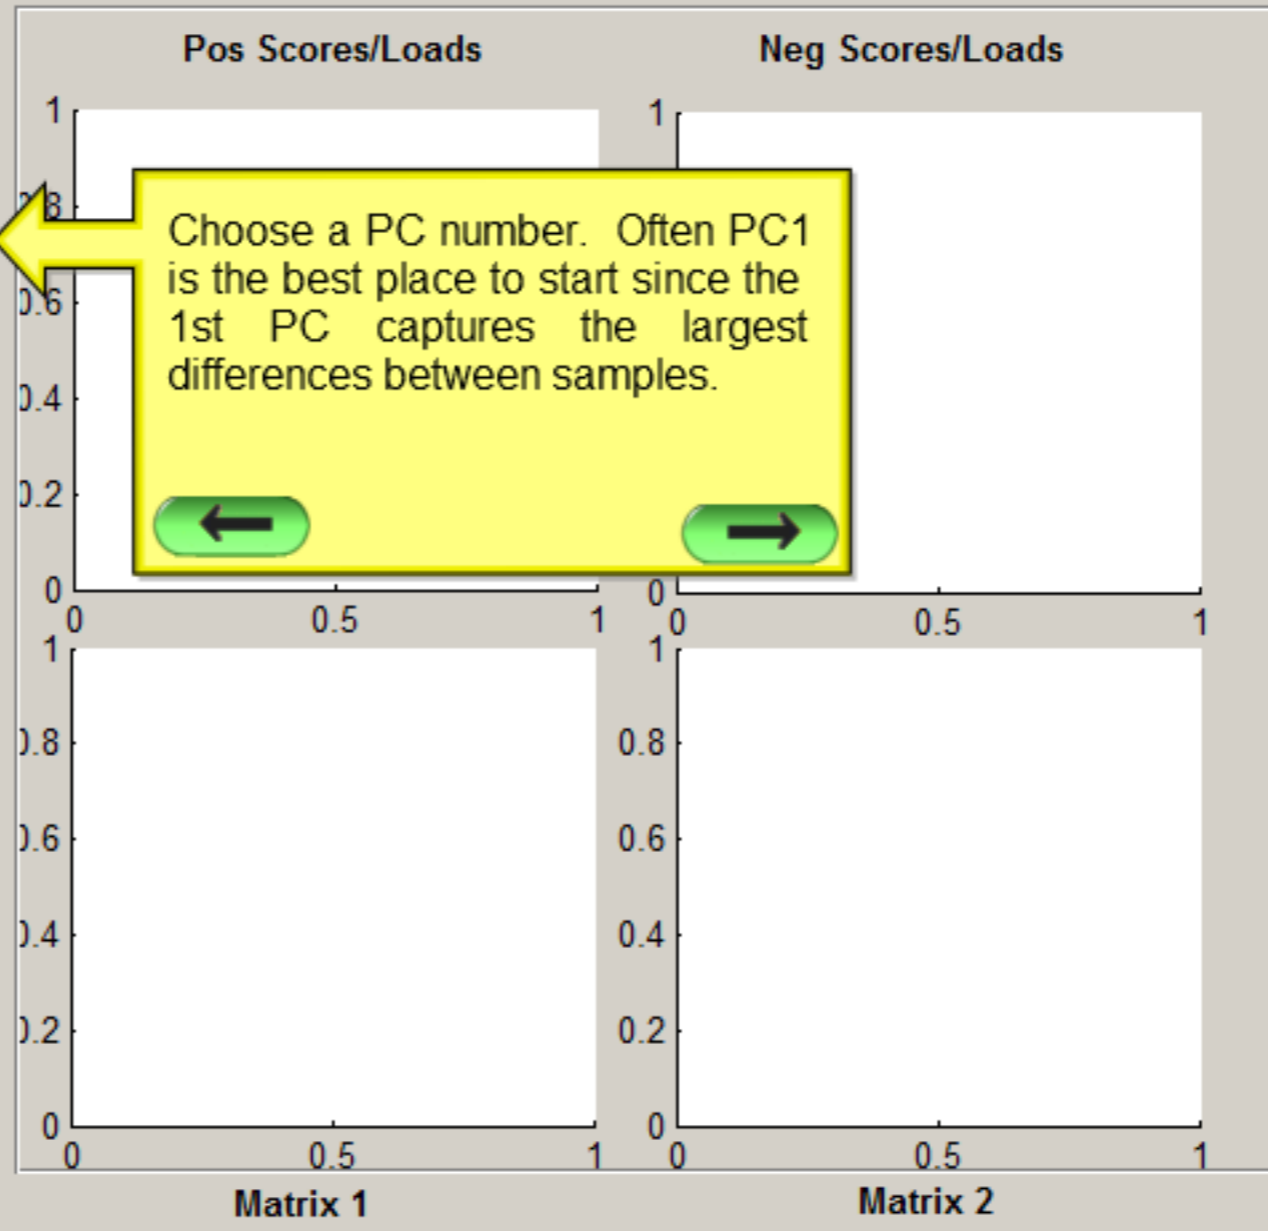 Pos Scores/Loads Neg Scores/Loads
1 1
Choose a PC number. Often PC1
is the best place to start since the
1st PC captures the largest
differences between samples.
0.6
0.4
0.2
0 0
0 0.5 1 0 0.5 1
1 1
0.8 0.8
0.6 0.6
0.4 0.4
0.2 0.2
0 0
0 0.5 1 0 0.5 1
Matrix 1 Matrix 2